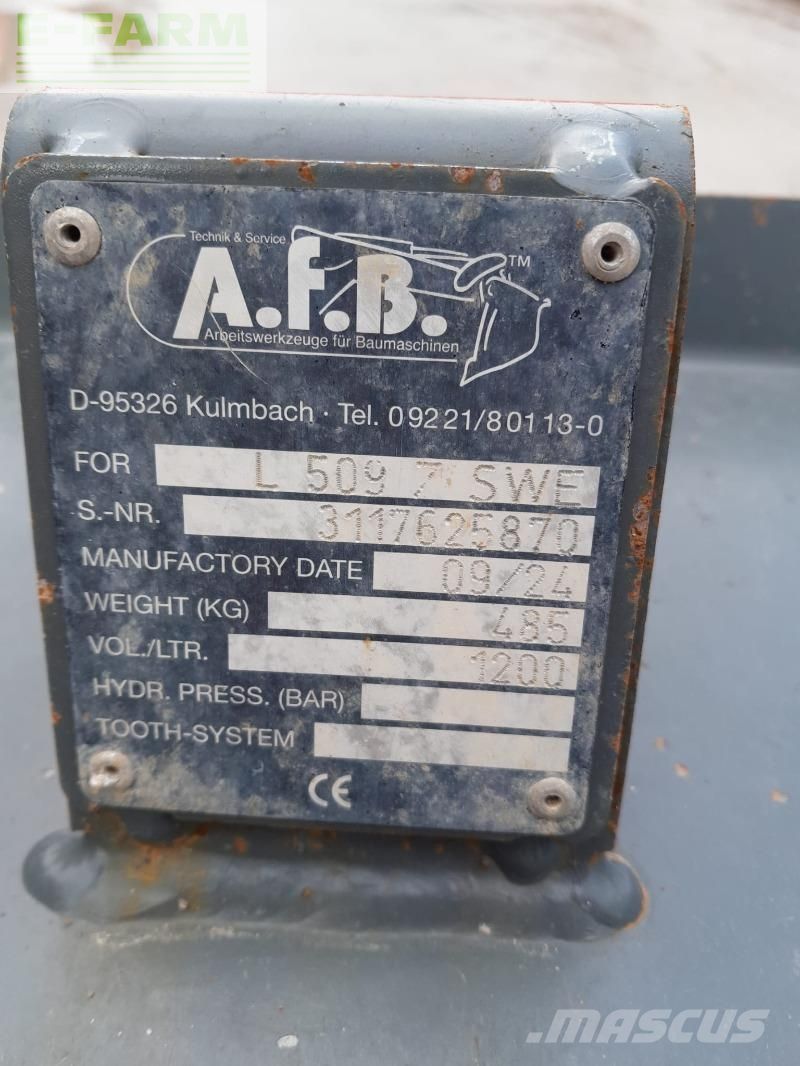 E-FARM
Technik & Service
A.f.B.
TM
Arbeitswerkzeuge für Baumaschinen
D-95326 Kulmbach · Tel. 09221/80113-0
FOR L 509 7 SWE
S.-NR. 3117625870
MANUFACTORY DATE 09/24
WEIGHT (KG) 485
VOL./LTR. 1200
HYDR. PRESS. (BAR)
TOOTH-SYSTEM
CE
MASCUS